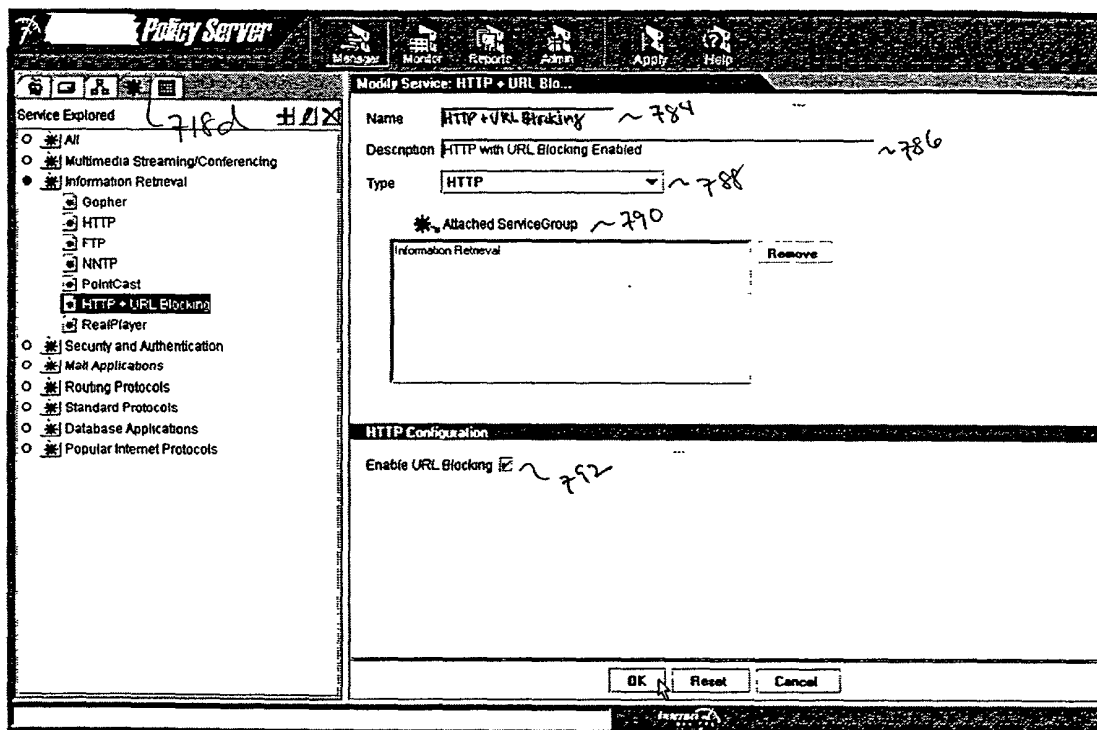 Policy Server
Manager Monitor Reports Admin Apply Help
Modify Service: HTTP + URL Blo...
Service Explored
718d
All
Multimedia Streaming/Conferencing
Information Retrieval
Gopher
HTTP
FTP
NNTP
PointCast
HTTP + URL Blocking
RealPlayer
Security and Authentication
Mail Applications
Routing Protocols
Standard Protocols
Database Applications
Popular Internet Protocols
Name HTTP + URL Blocking ~ 784
Description HTTP with URL Blocking Enabled ~ 786
Type HTTP ~ 788
Attached ServiceGroup ~ 790
Information Retrieval
Remove
HTTP Configuration
Enable URL Blocking ~ 792
OK Reset Cancel